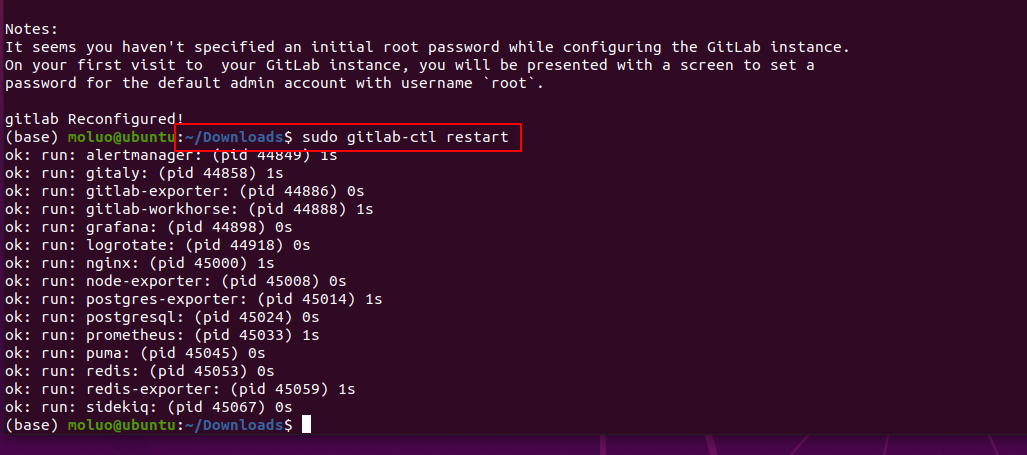 Notes:
It seems you haven't specified an initial root password while configuring the GitLab instance.
On your first visit to  your GitLab instance, you will be presented with a screen to set a
password for the default admin account with username `root`.
gitlab Reconfigured!
(base) moluo@ubuntu:~/Downloads$ sudo gitlab-ctl restart
ok: run: alertmanager: (pid 44849) 1s
ok: run: gitaly: (pid 44858) 1s
ok: run: gitlab-exporter: (pid 44886) 0s
ok: run: gitlab-workhorse: (pid 44888) 1s
ok: run: grafana: (pid 44898) 0s
ok: run: logrotate: (pid 44918) 0s
ok: run: nginx: (pid 45000) 1s
ok: run: node-exporter: (pid 45008) 0s
ok: run: postgres-exporter: (pid 45014) 1s
ok: run: postgresql: (pid 45024) 0s
ok: run: prometheus: (pid 45033) 1s
ok: run: puma: (pid 45045) 0s
ok: run: redis: (pid 45053) 0s
ok: run: redis-exporter: (pid 45059) 1s
ok: run: sidekiq: (pid 45067) 0s
(base) moluo@ubuntu:~/Downloads$